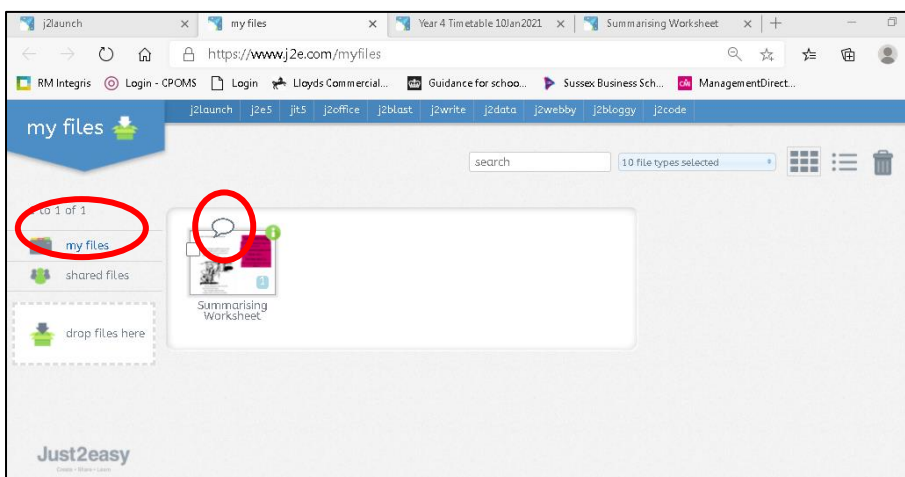 j2launch
my files
Year 4 Timetable 10Jan2021
Summarising Worksheet
https://www.j2e.com/myfiles
RM Integris
Login - CPOMS
Login
Lloyds Commercial...
Guidance for schoo...
Sussex Business Sch...
ManagementDirect...
my files
j2launch j2e5 jit5 j2office j2blast j2write j2data j2webby j2bloggy j2code
search
10 file types selected
to 1 of 1
my files
shared files
drop files here
Summarising
Worksheet
Just2easy
Create • Share • Learn